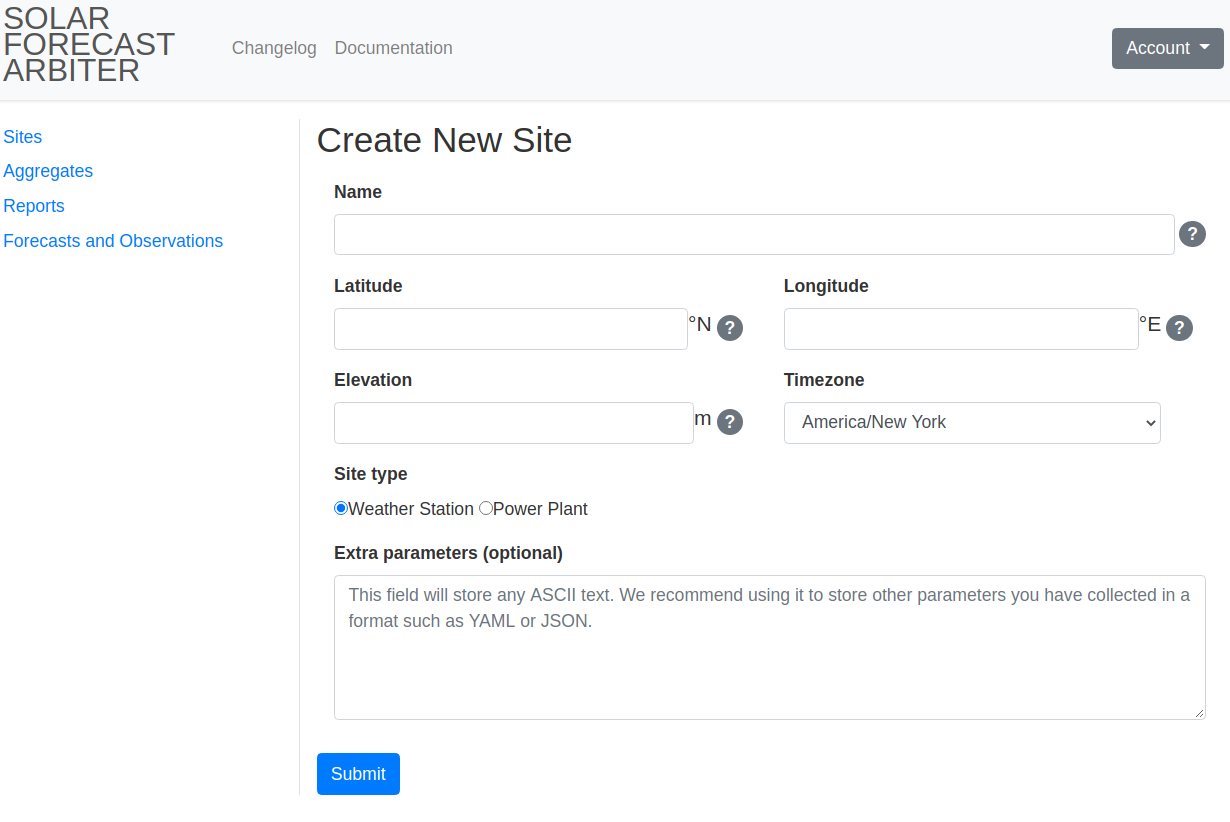 SOLAR
FORECAST
ARBITER
Changelog Documentation
Account
Sites
Aggregates
Reports
Forecasts and Observations
Create New Site
Name
?
Latitude Longitude
°N ? °E ?
Elevation Timezone
m ? America/New York
Site type
Weather Station Power Plant
Extra parameters (optional)
This field will store any ASCII text. We recommend using it to store other parameters you have collected in a
format such as YAML or JSON.
Submit